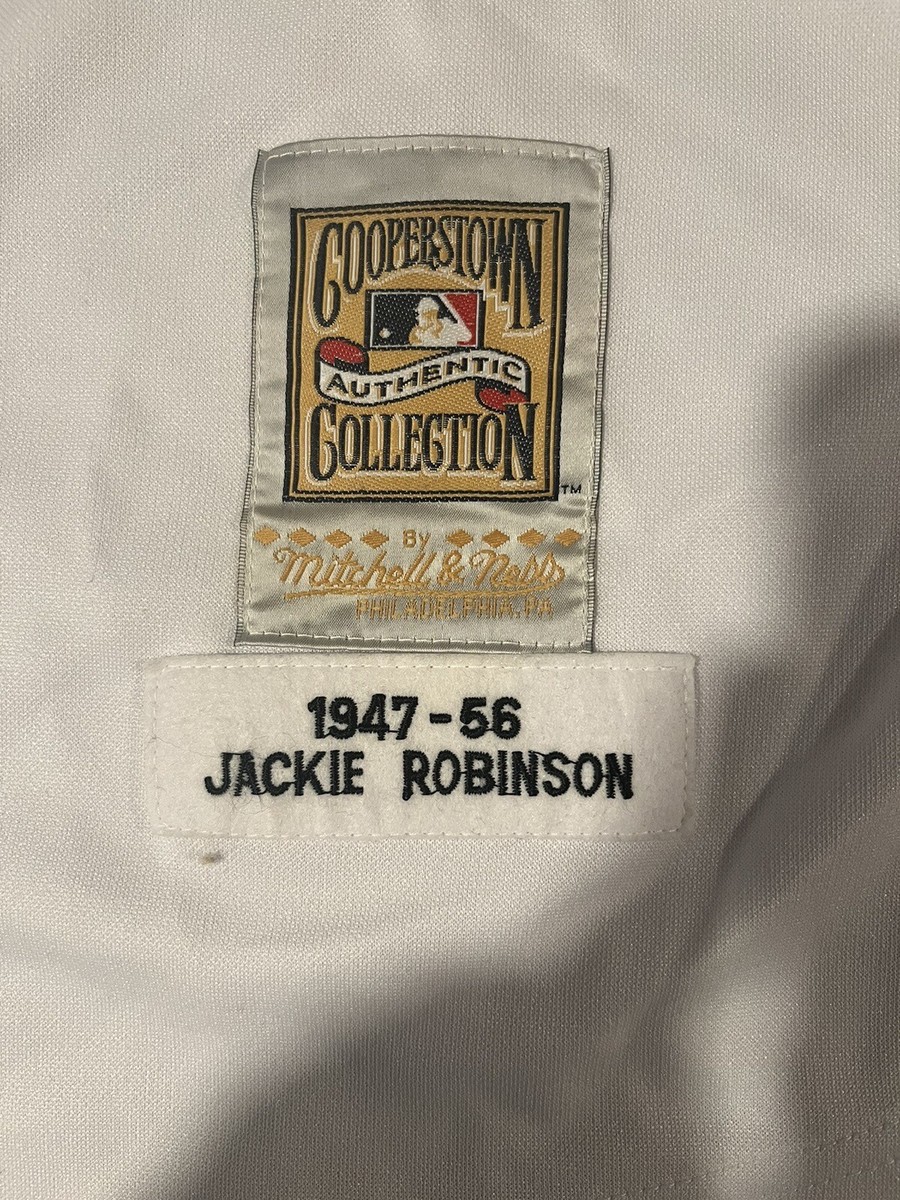 COOPERSTOWN
AUTHENTIC
COLLECTION
TM
By
Mitchell & Ness
PHILADELPHIA, PA
1947-56
JACKIE ROBINSON